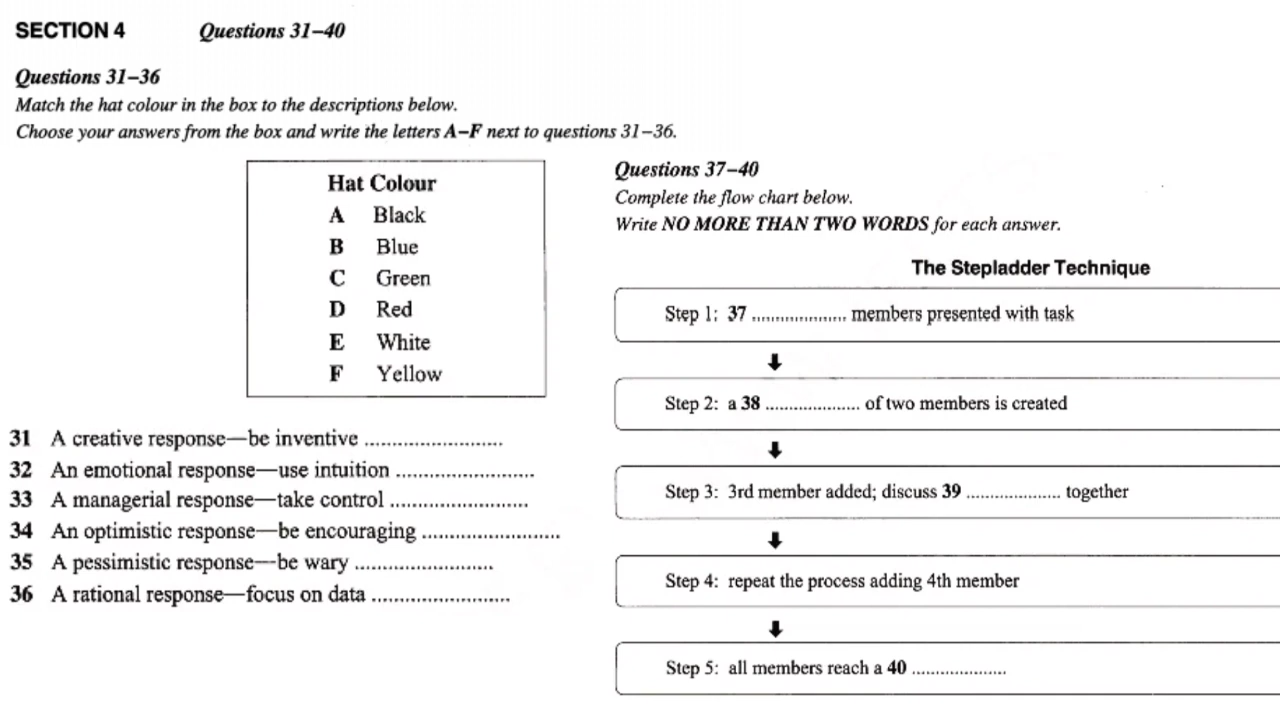 SECTION 4 Questions 31–40
Questions 31–36
Match the hat colour in the box to the descriptions below.
Choose your answers from the box and write the letters A–F next to questions 31–36.
Hat Colour
A Black
B Blue
C Green
D Red
E White
F Yellow
31 A creative response—be inventive .........................
32 An emotional response—use intuition .........................
33 A managerial response—take control .........................
34 An optimistic response—be encouraging .........................
35 A pessimistic response—be wary .........................
36 A rational response—focus on data .........................
Questions 37–40
Complete the flow chart below.
Write NO MORE THAN TWO WORDS for each answer.
The Stepladder Technique
Step 1: 37 .................... members presented with task
Step 2: a 38 .................... of two members is created
Step 3: 3rd member added; discuss 39 .................... together
Step 4: repeat the process adding 4th member
Step 5: all members reach a 40 ....................